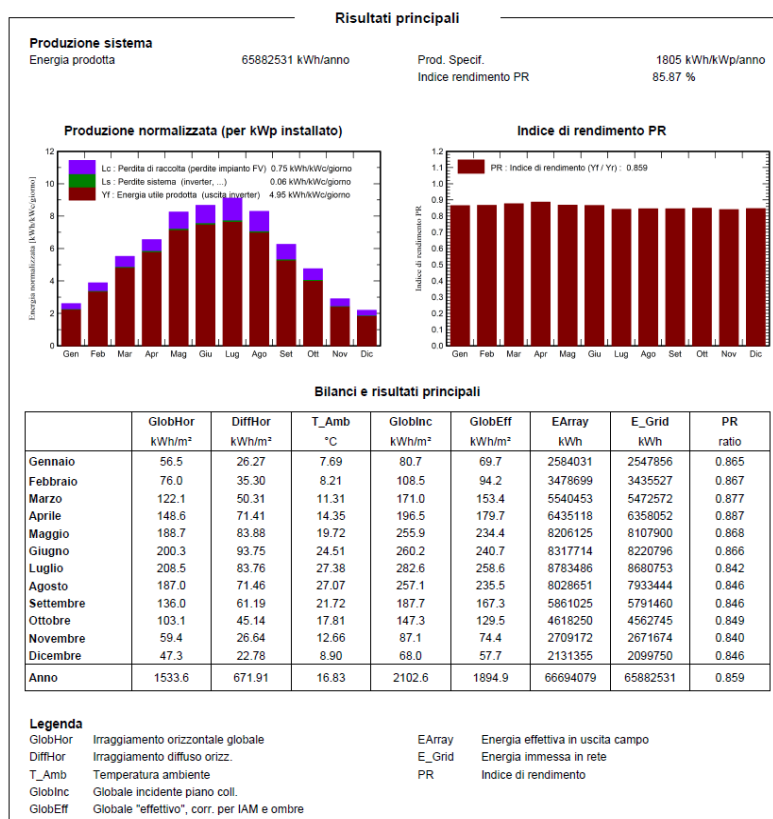 Risultati principali
Produzione sistema
Energia prodotta 65882531 kWh/anno Prod. Specif. 1805 kWh/kWp/anno
Indice rendimento PR 85.87 %
Produzione normalizzata (per kWp installato)
Energia normalizzata [kWh/kWc/giorno]
12
10
8
6
4
2
0
Lc : Perdita di raccolta (perdite impianto FV) 0.75 kWh/kWc/giorno
Ls : Perdite sistema (inverter, ...) 0.06 kWh/kWc/giorno
Yf : Energia utile prodotta (uscita inverter) 4.95 kWh/kWc/giorno
Gen Feb Mar Apr Mag Giu Lug Ago Set Ott Nov Dic
Indice di rendimento PR
Indice di rendimento PR
1.2
1.1
1.0
0.9
0.8
0.7
0.6
0.5
0.4
0.3
0.2
0.1
0.0
PR : Indice di rendimento (Yf / Yr) : 0.859
Gen Feb Mar Apr Mag Giu Lug Ago Set Ott Nov Dic
Bilanci e risultati principali
GlobHor DiffHor T_Amb GlobInc GlobEff EArray E_Grid PR
kWh/m² kWh/m² °C kWh/m² kWh/m² kWh kWh ratio
Gennaio 56.5 26.27 7.69 80.7 69.7 2584031 2547856 0.865
Febbraio 76.0 35.30 8.21 108.5 94.2 3478699 3435527 0.867
Marzo 122.1 50.31 11.31 171.0 153.4 5540453 5472572 0.877
Aprile 148.6 71.41 14.35 196.5 179.7 6435118 6358052 0.887
Maggio 188.7 83.88 19.72 255.9 234.4 8206125 8107900 0.868
Giugno 200.3 93.75 24.51 260.2 240.7 8317714 8220796 0.866
Luglio 208.5 83.76 27.38 282.6 258.6 8783486 8680753 0.842
Agosto 187.0 71.46 27.07 257.1 235.5 8028651 7933444 0.846
Settembre 136.0 61.19 21.72 187.7 167.3 5861025 5791460 0.846
Ottobre 103.1 45.14 17.81 147.3 129.5 4618250 4562745 0.849
Novembre 59.4 26.64 12.66 87.1 74.4 2709172 2671674 0.840
Dicembre 47.3 22.78 8.90 68.0 57.7 2131355 2099750 0.846
Anno 1533.6 671.91 16.83 2102.6 1894.9 66694079 65882531 0.859
Legenda
GlobHor Irraggiamento orizzontale globale EArray Energia effettiva in uscita campo
DiffHor Irraggiamento diffuso orizz. E_Grid Energia immessa in rete
T_Amb Temperatura ambiente PR Indice di rendimento
GlobInc Globale incidente piano coll.
GlobEff Globale "effettivo", corr. per IAM e ombre